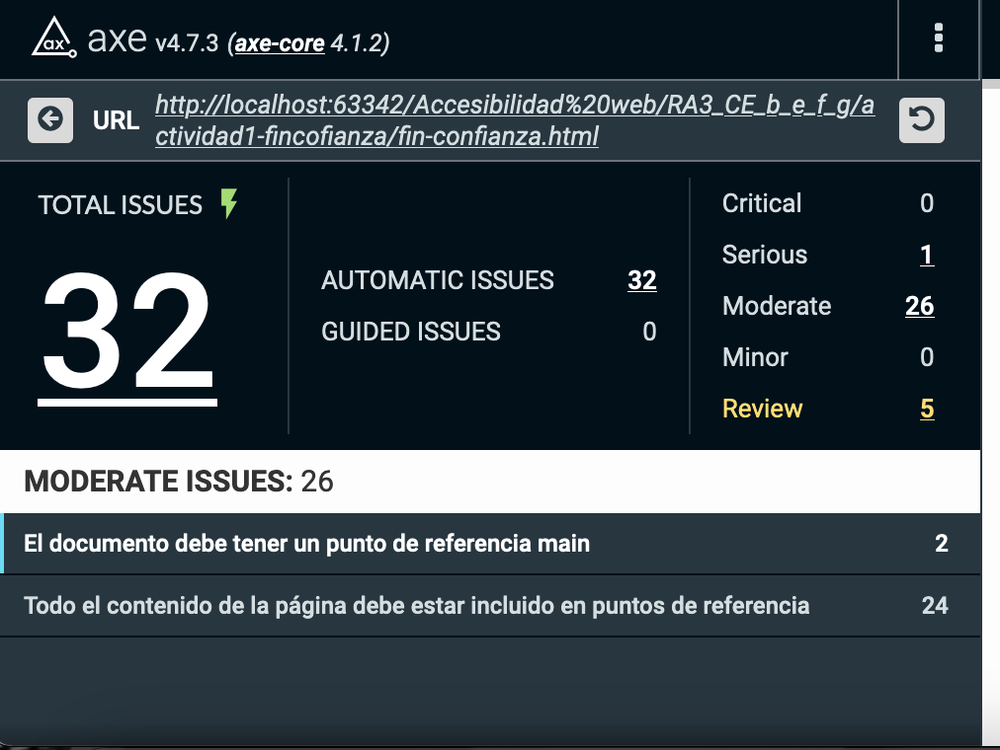 ax axe v4.7.3 (axe-core 4.1.2)
URL http://localhost:63342/Accesibilidad%20web/RA3_CE_b_e_f_g/a
ctividad1-fincofianza/fin-confianza.html
TOTAL ISSUES
32
AUTOMATIC ISSUES 32
GUIDED ISSUES 0
Critical 0
Serious 1
Moderate 26
Minor 0
Review 5
MODERATE ISSUES: 26
El documento debe tener un punto de referencia main 2
Todo el contenido de la página debe estar incluido en puntos de referencia 24